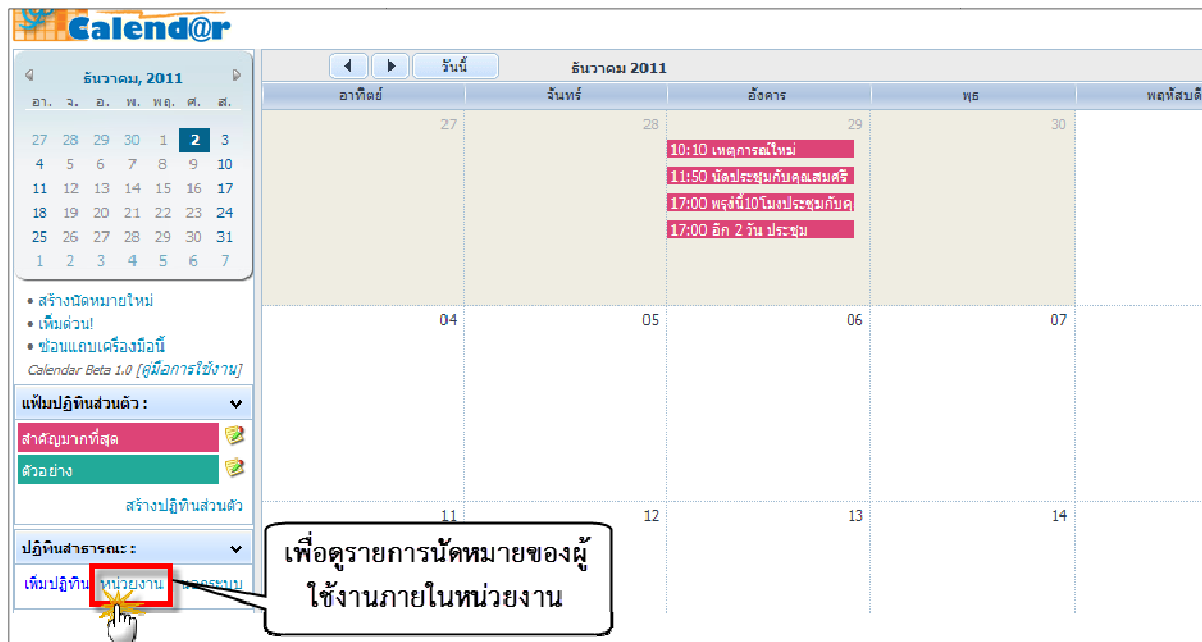 Calend@r
ธันวาคม, 2011
อา. จ. อ. พ. พฤ. ศ. ส.
27 28 29 30 1 2 3
4 5 6 7 8 9 10
11 12 13 14 15 16 17
18 19 20 21 22 23 24
25 26 27 28 29 30 31
1 2 3 4 5 6 7
• สร้างนัดหมายใหม่
• เพิ่มด่วน!
• ซ่อนแถบเครื่องมือนี้
Calendar Beta 1.0 [คู่มือการใช้งาน]
แฟ้มปฏิทินส่วนตัว :
สำคัญมากที่สุด
ตัวอย่าง
สร้างปฏิทินส่วนตัว
ปฏิทินสาธารณะ :
เพิ่มปฏิทิน หน่วยงาน
วันนี้ ธันวาคม 2011
อาทิตย์ จันทร์ อังคาร พุธ พฤหัสบดี
27 28 29 30
10:10 เหตุการณ์ใหม่
11:50 นัดประชุมกับคุณสมศรี
17:00 พรุ่งนี้10โมงประชุมกับคุ
17:00 อีก 2 วัน ประชุม
04 05 06 07
11 12 13 14
เพื่อดูรายการนัดหมายของผู้
ใช้งานภายในหน่วยงาน